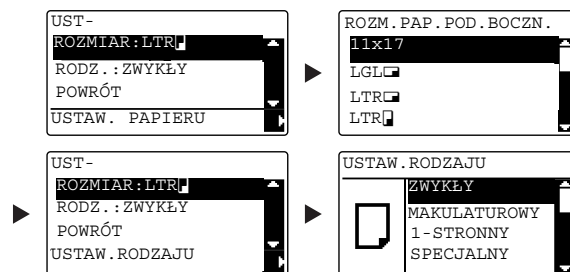 UST-
ROZMIAR:LTR
RODZ.:ZWYKŁY
POWRÓT
USTAW. PAPIERU
ROZM.PAP.POD.BOCZN.
11x17
LGL
LTR
LTR
UST-
ROZMIAR:LTR
RODZ.:ZWYKŁY
POWRÓT
USTAW.RODZAJU
USTAW.RODZAJU
ZWYKŁY
MAKULATUROWY
1-STRONNY
SPECJALNY